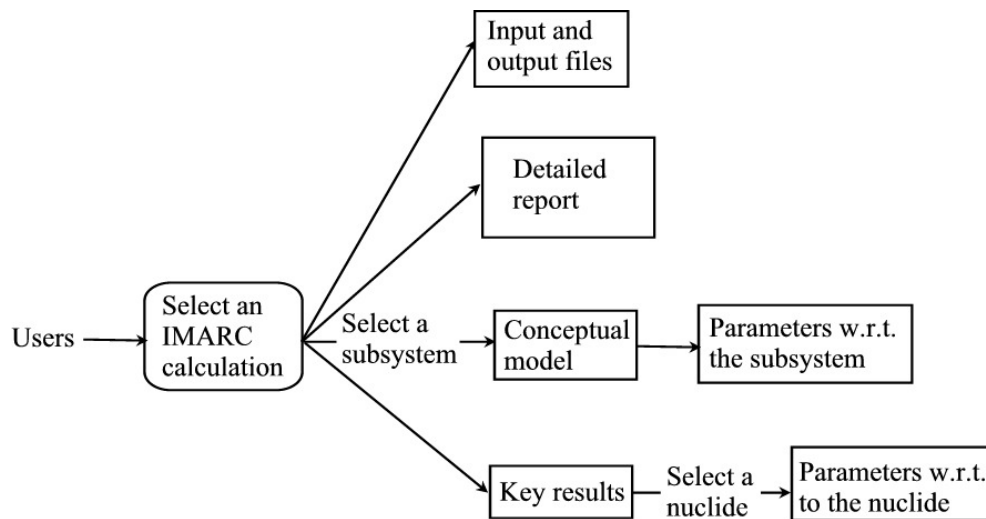 Input and
output files
Detailed
report
Users
Select an
IMARC
calculation
Select a
subsystem
Conceptual
model
Parameters w.r.t.
the subsystem
Key results
Select a
nuclide
Parameters w.r.t.
to the nuclide